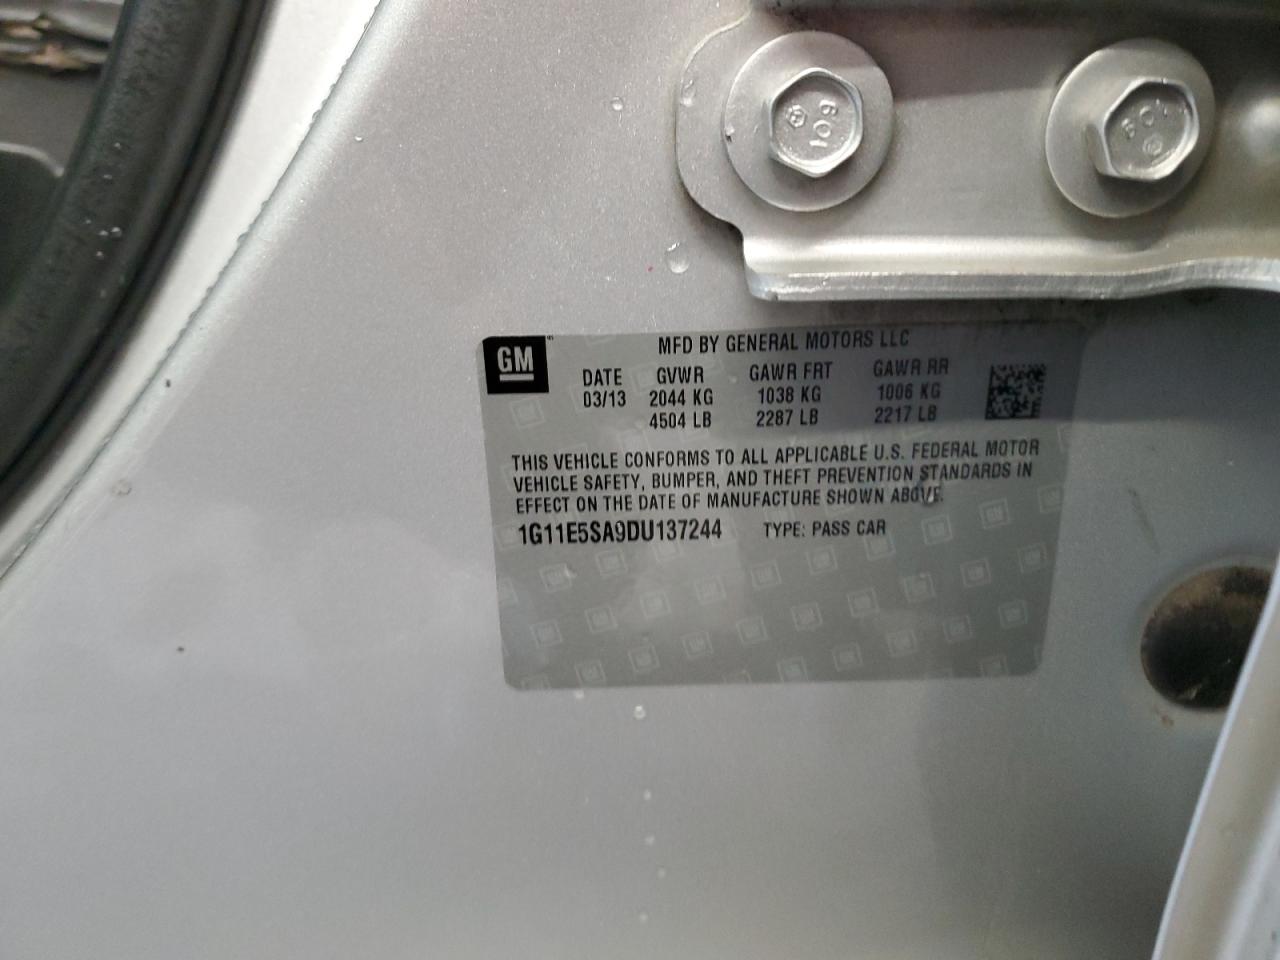 GM
MFD BY GENERAL MOTORS LLC
DATE GVWR GAWR FRT GAWR RR
03/13 2044 KG 1038 KG 1006 KG
4504 LB 2287 LB 2217 LB
THIS VEHICLE CONFORMS TO ALL APPLICABLE U.S. FEDERAL MOTOR
VEHICLE SAFETY, BUMPER, AND THEFT PREVENTION STANDARDS IN
EFFECT ON THE DATE OF MANUFACTURE SHOWN ABOVE.
1G11E5SA9DU137244 TYPE: PASS CAR